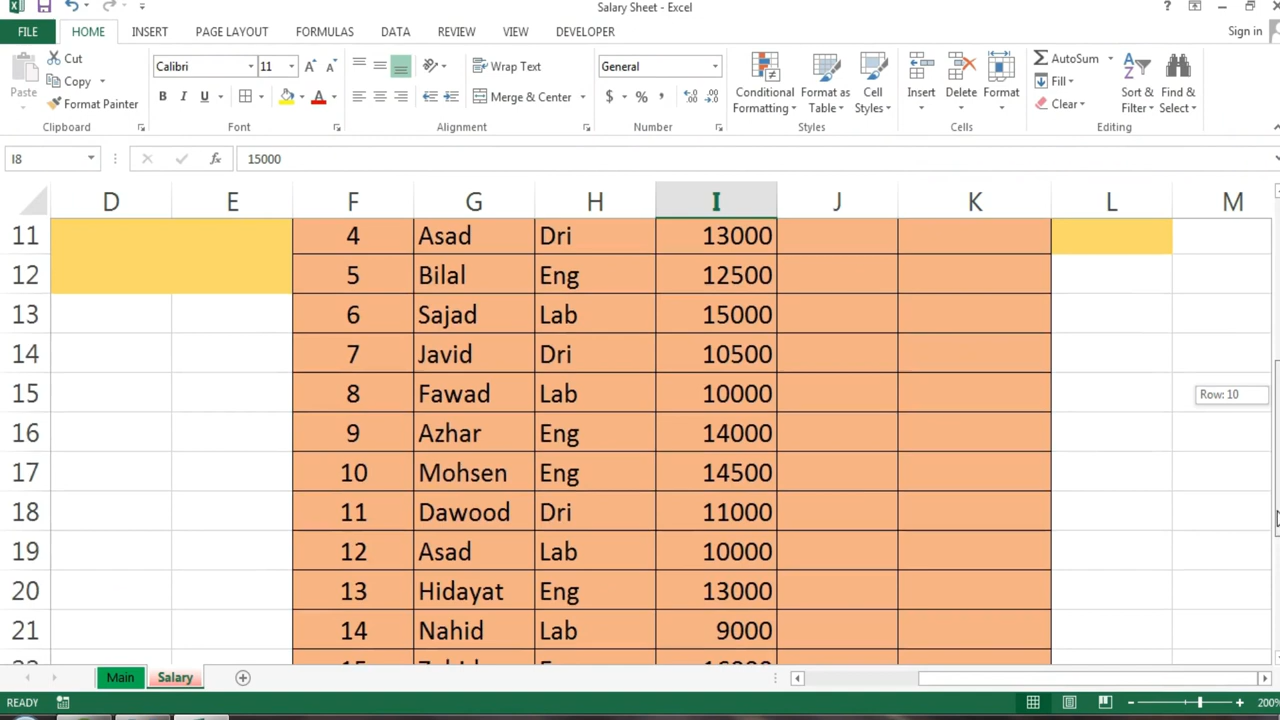 Salary Sheet - Excel
? 
Sign in
FILE HOME INSERT PAGE LAYOUT FORMULAS DATA REVIEW VIEW DEVELOPER
Paste
Cut
Copy
Format Painter
Clipboard
Calibri 11 A A
B I U A
Font
Wrap Text
Merge & Center
Alignment
General
$ % ,
Number
Conditional Formatting
Format as Table
Cell Styles
Styles
Insert Delete Format
Cells
AutoSum
Fill
Clear
Sort & Filter
Find & Select
Editing
I8 fx 15000
D E F G H I J K L M
11 4 Asad Dri 13000
12 5 Bilal Eng 12500
13 6 Sajad Lab 15000
14 7 Javid Dri 10500
15 8 Fawad Lab 10000 Row: 10
16 9 Azhar Eng 14000
17 10 Mohsen Eng 14500
18 11 Dawood Dri 11000
19 12 Asad Lab 10000
20 13 Hidayat Eng 13000
21 14 Nahid Lab 9000
Main Salary
READY 200%